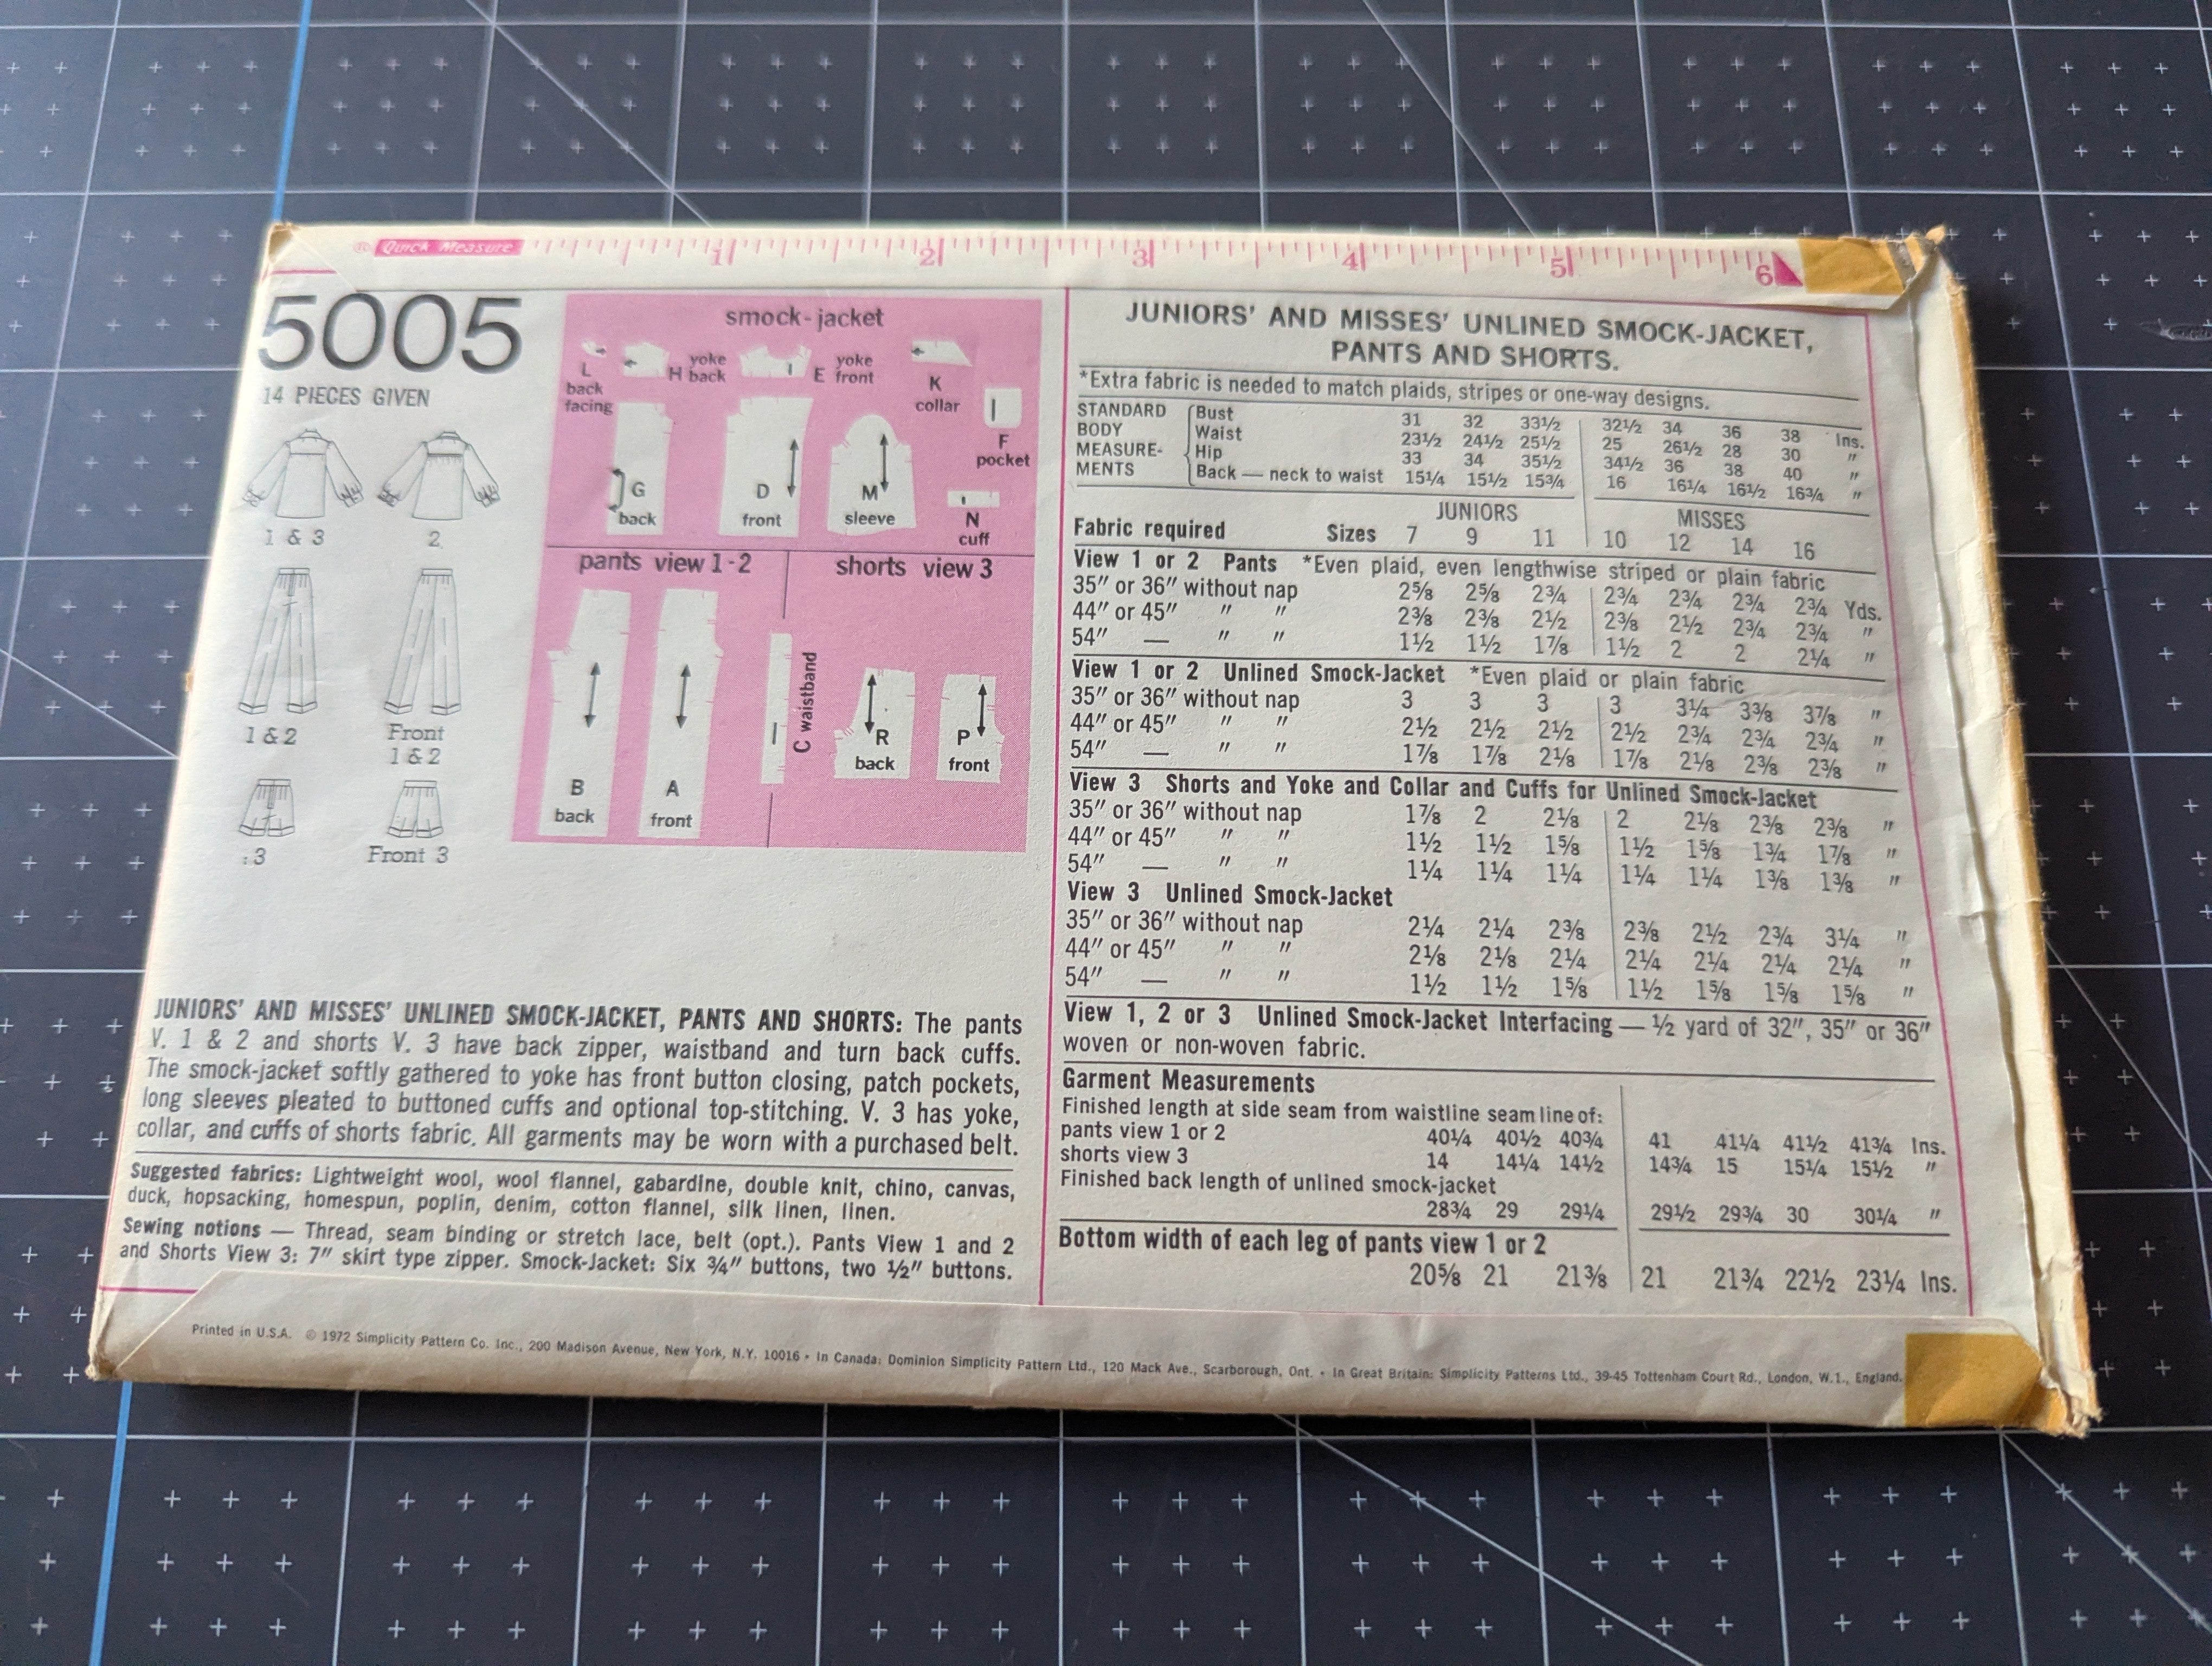 ® Quick Measure
1 2 3 4 5 6
5005
14 PIECES GIVEN
1 & 3
2
1 & 2
Front
1 & 2
3
Front 3
smock-jacket
L
back
facing
H yoke
back
E yoke
front
K
collar
F
pocket
G
back
D
front
M
sleeve
N
cuff
pants view 1-2
shorts view 3
B
back
A
front
C waistband
R
back
P
front
JUNIORS' AND MISSES' UNLINED SMOCK-JACKET, PANTS AND SHORTS: The pants
V. 1 & 2 and shorts V. 3 have back zipper, waistband and turn back cuffs.
The smock-jacket softly gathered to yoke has front button closing, patch pockets,
long sleeves pleated to buttoned cuffs and optional top-stitching. V. 3 has yoke,
collar, and cuffs of shorts fabric. All garments may be worn with a purchased belt.
Suggested fabrics: Lightweight wool, wool flannel, gabardine, double knit, chino, canvas,
duck, hopsacking, homespun, poplin, denim, cotton flannel, silk linen, linen.
Sewing notions — Thread, seam binding or stretch lace, belt (opt.). Pants View 1 and 2
and Shorts View 3: 7" skirt type zipper. Smock-Jacket: Six ¾" buttons, two ½" buttons.
JUNIORS' AND MISSES' UNLINED SMOCK-JACKET,
PANTS AND SHORTS.
*Extra fabric is needed to match plaids, stripes or one-way designs.
STANDARD BODY MEASURE-MENTS
Bust 31 32 33½ 32½ 34 36 38 Ins.
Waist 23½ 24½ 25½ 25 26½ 28 30 "
Hip 33 34 35½ 34½ 36 38 40 "
Back — neck to waist 15¼ 15½ 15¾ 16 16¼ 16½ 16¾ "
JUNIORS MISSES
Fabric required Sizes 7 9 11 10 12 14 16
View 1 or 2 Pants *Even plaid, even lengthwise striped or plain fabric
35" or 36" without nap 2⅝ 2⅝ 2¾ 2¾ 2¾ 2¾ 2¾ Yds.
44" or 45" " " 2⅜ 2⅜ 2½ 2⅜ 2½ 2¾ 2¾ "
54" — " " 1½ 1½ 1⅞ 1½ 2 2 2¼ "
View 1 or 2 Unlined Smock-Jacket *Even plaid or plain fabric
35" or 36" without nap 3 3 3 3 3¼ 3⅜ 3⅞ "
44" or 45" " " 2½ 2½ 2½ 2½ 2¾ 2¾ 2¾ "
54" — " " 1⅞ 1⅞ 2⅛ 1⅞ 2⅛ 2⅜ 2⅜ "
View 3 Shorts and Yoke and Collar and Cuffs for Unlined Smock-Jacket
35" or 36" without nap 1⅞ 2 2⅛ 2 2⅛ 2⅜ 2⅜ "
44" or 45" " " 1½ 1½ 1⅝ 1½ 1⅝ 1¾ 1⅞ "
54" — " " 1¼ 1¼ 1¼ 1¼ 1¼ 1⅜ 1⅜ "
View 3 Unlined Smock-Jacket
35" or 36" without nap 2¼ 2¼ 2⅜ 2⅜ 2½ 2¾ 3¼ "
44" or 45" " " 2⅛ 2⅛ 2¼ 2¼ 2¼ 2¼ 2¼ "
54" — " " 1½ 1½ 1⅝ 1½ 1⅝ 1⅝ 1⅝ "
View 1, 2 or 3 Unlined Smock-Jacket Interfacing — ½ yard of 32", 35" or 36"
woven or non-woven fabric.
Garment Measurements
Finished length at side seam from waistline seam line of:
pants view 1 or 2 40¼ 40½ 40¾ 41 41¼ 41½ 41¾ Ins.
shorts view 3 14 14¼ 14½ 14¾ 15 15¼ 15½ "
Finished back length of unlined smock-jacket
28¾ 29 29¼ 29½ 29¾ 30 30¼ "
Bottom width of each leg of pants view 1 or 2
20⅝ 21 21⅜ 21 21¾ 22½ 23¼ Ins.
Printed in U.S.A. © 1972 Simplicity Pattern Co. Inc., 200 Madison Avenue, New York, N.Y. 10016 • In Canada: Dominion Simplicity Pattern Ltd., 120 Mack Ave., Scarborough, Ont. • In Great Britain: Simplicity Patterns Ltd., 39-45 Tottenham Court Rd., London, W.1., England.